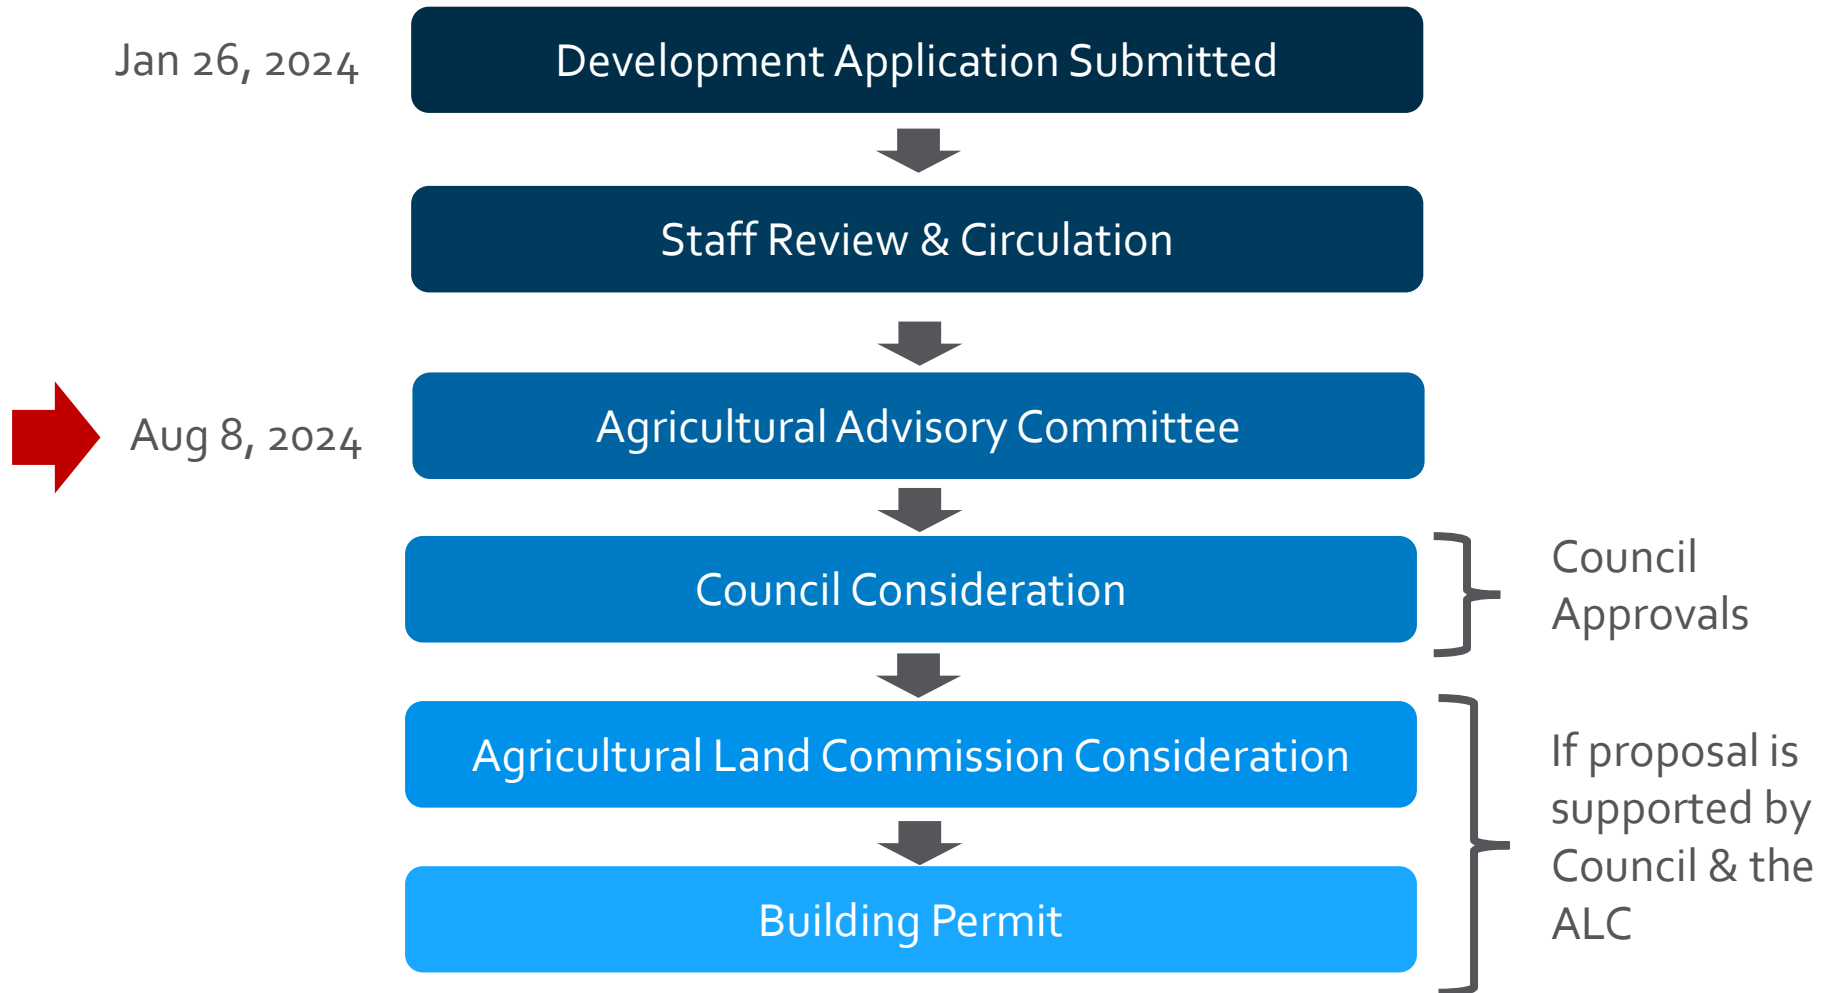 Jan 26, 2024
Development Application Submitted
Staff Review & Circulation
Aug 8, 2024
Agricultural Advisory Committee
Council Consideration
Council
Approvals
Agricultural Land Commission Consideration
If proposal is
supported by
Council & the
ALC
Building Permit